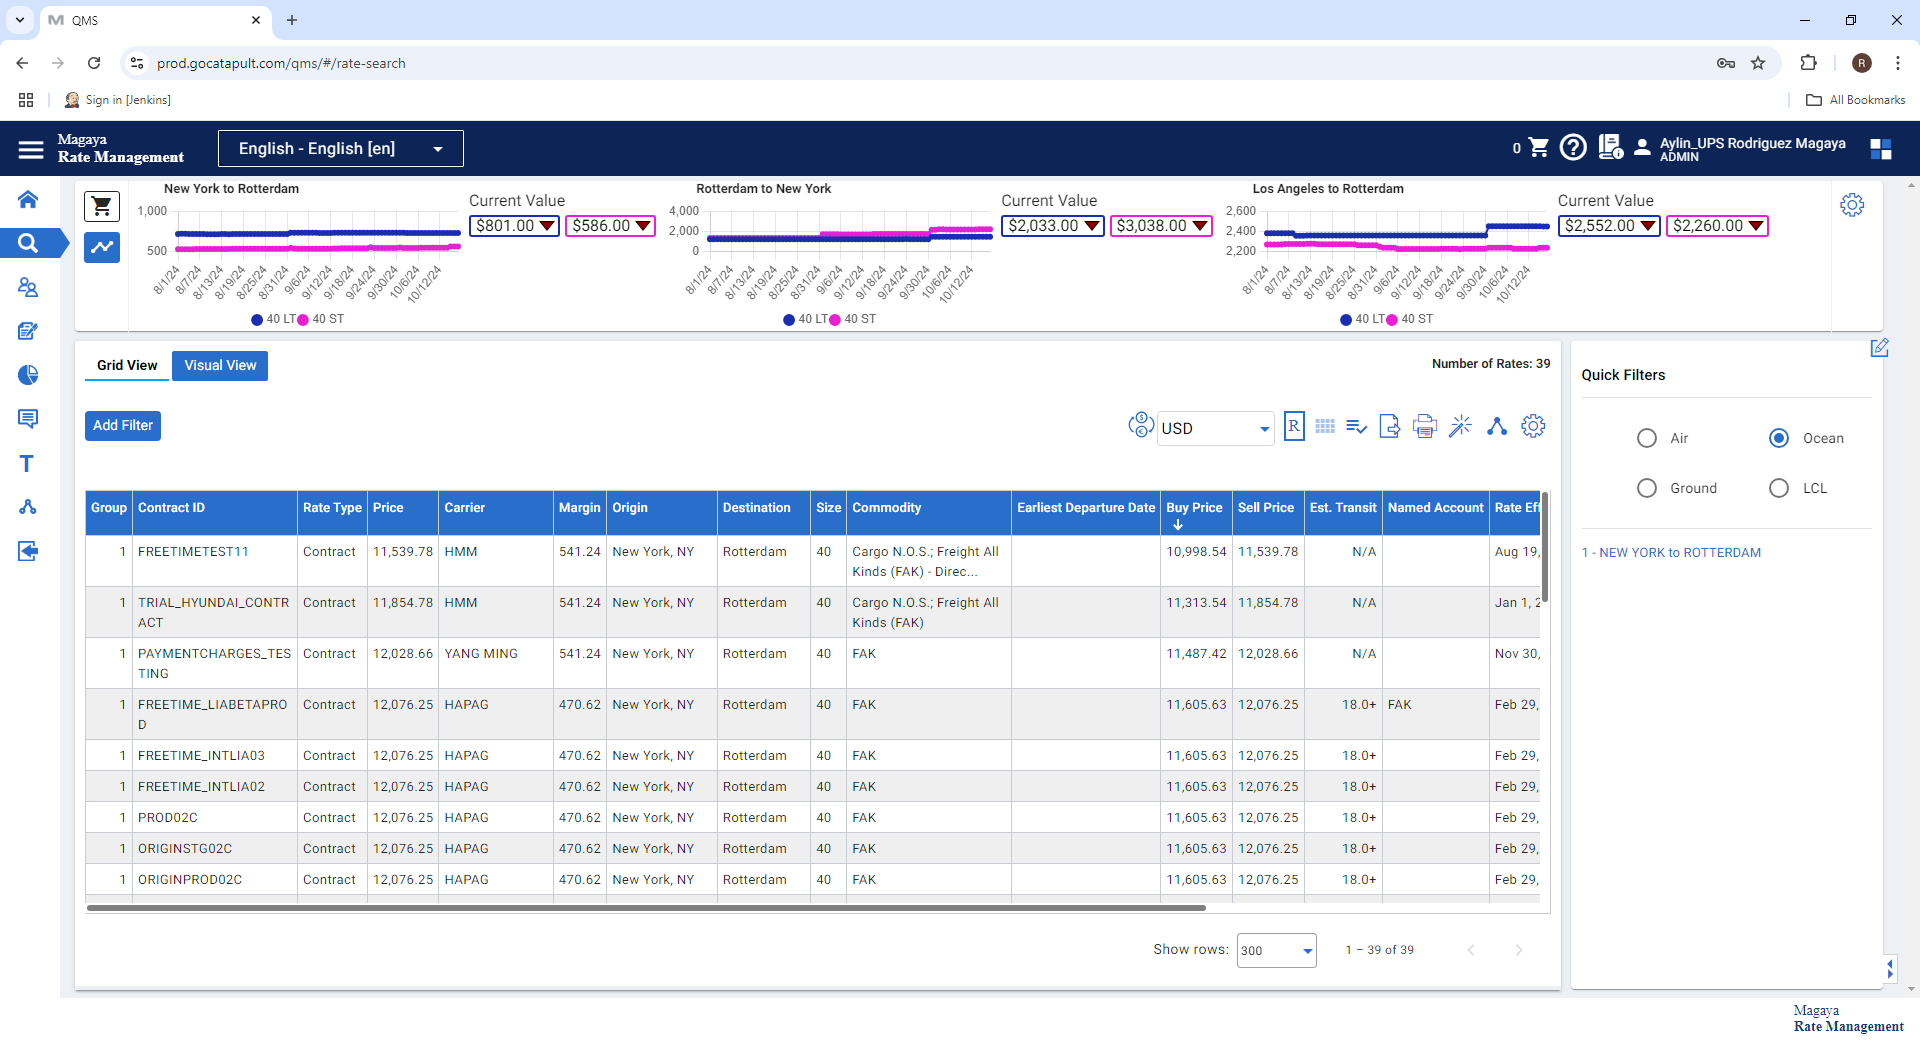 QMS
prod.gocatapult.com/qms/#/rate-search
R
Sign in [Jenkins]
All Bookmarks
Magaya
Rate Management
English - English [en]
0
Aylin_UPS Rodriguez Magaya
ADMIN
New York to Rotterdam
1,000
500
8/1/24 8/7/24 8/13/24 8/19/24 8/25/24 8/31/24 9/6/24 9/12/24 9/18/24 9/24/24 9/30/24 10/6/24 10/12/24
40 LT 40 ST
Current Value
$801.00 $586.00
Rotterdam to New York
4,000
2,000
0
8/1/24 8/7/24 8/13/24 8/19/24 8/25/24 8/31/24 9/6/24 9/12/24 9/18/24 9/24/24 9/30/24 10/6/24 10/12/24
40 LT 40 ST
Current Value
$2,033.00 $3,038.00
Los Angeles to Rotterdam
2,600
2,400
2,200
8/1/24 8/7/24 8/13/24 8/19/24 8/25/24 8/31/24 9/6/24 9/12/24 9/18/24 9/24/24 9/30/24 10/6/24 10/12/24
40 LT 40 ST
Current Value
$2,552.00 $2,260.00
Grid View Visual View
Number of Rates: 39
Add Filter
USD
R
Group Contract ID Rate Type Price Carrier Margin Origin Destination Size Commodity Earliest Departure Date Buy Price Sell Price Est. Transit Named Account Rate Eff
1 FREETIMETEST11 Contract 11,539.78 HMM 541.24 New York, NY Rotterdam 40 Cargo N.O.S.; Freight All 10,998.54 11,539.78 N/A Aug 19,
Kinds (FAK) - Direc...
1 TRIAL_HYUNDAI_CONTR Contract 11,854.78 HMM 541.24 New York, NY Rotterdam 40 Cargo N.O.S.; Freight All 11,313.54 11,854.78 N/A Jan 1, 2
ACT Kinds (FAK)
1 PAYMENTCHARGES_TES Contract 12,028.66 YANG MING 541.24 New York, NY Rotterdam 40 FAK 11,487.42 12,028.66 N/A Nov 30,
TING
1 FREETIME_LIABETAPRO Contract 12,076.25 HAPAG 470.62 New York, NY Rotterdam 40 FAK 11,605.63 12,076.25 18.0+ FAK Feb 29,
D
1 FREETIME_INTLIA03 Contract 12,076.25 HAPAG 470.62 New York, NY Rotterdam 40 FAK 11,605.63 12,076.25 18.0+ Feb 29,
1 FREETIME_INTLIA02 Contract 12,076.25 HAPAG 470.62 New York, NY Rotterdam 40 FAK 11,605.63 12,076.25 18.0+ Feb 29,
1 PROD02C Contract 12,076.25 HAPAG 470.62 New York, NY Rotterdam 40 FAK 11,605.63 12,076.25 18.0+ Feb 29,
1 ORIGINSTG02C Contract 12,076.25 HAPAG 470.62 New York, NY Rotterdam 40 FAK 11,605.63 12,076.25 18.0+ Feb 29,
1 ORIGINPROD02C Contract 12,076.25 HAPAG 470.62 New York, NY Rotterdam 40 FAK 11,605.63 12,076.25 18.0+ Feb 29,
Show rows: 300 1 – 39 of 39
Quick Filters
Air Ocean
Ground LCL
1 - NEW YORK to ROTTERDAM
Magaya
Rate Management